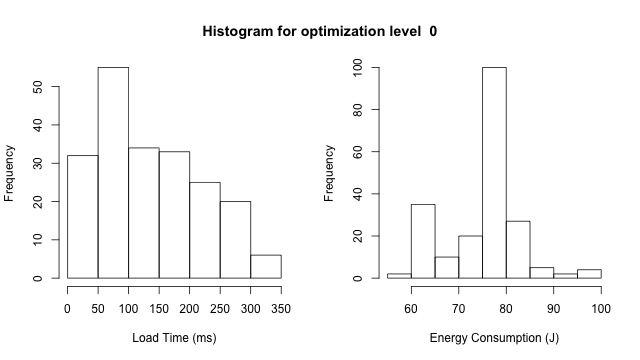 Histogram for optimization level 0
Frequency
0 10 20 30 40 50
0 50 100 150 200 250 300 350
Load Time (ms)
Frequency
0 20 40 60 80 100
60 70 80 90 100
Energy Consumption (J)